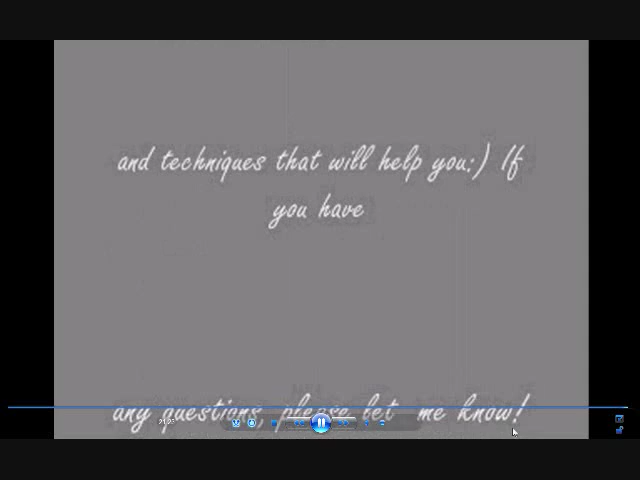 and techniques that will help you:) If
you have
any questions, please let me know!